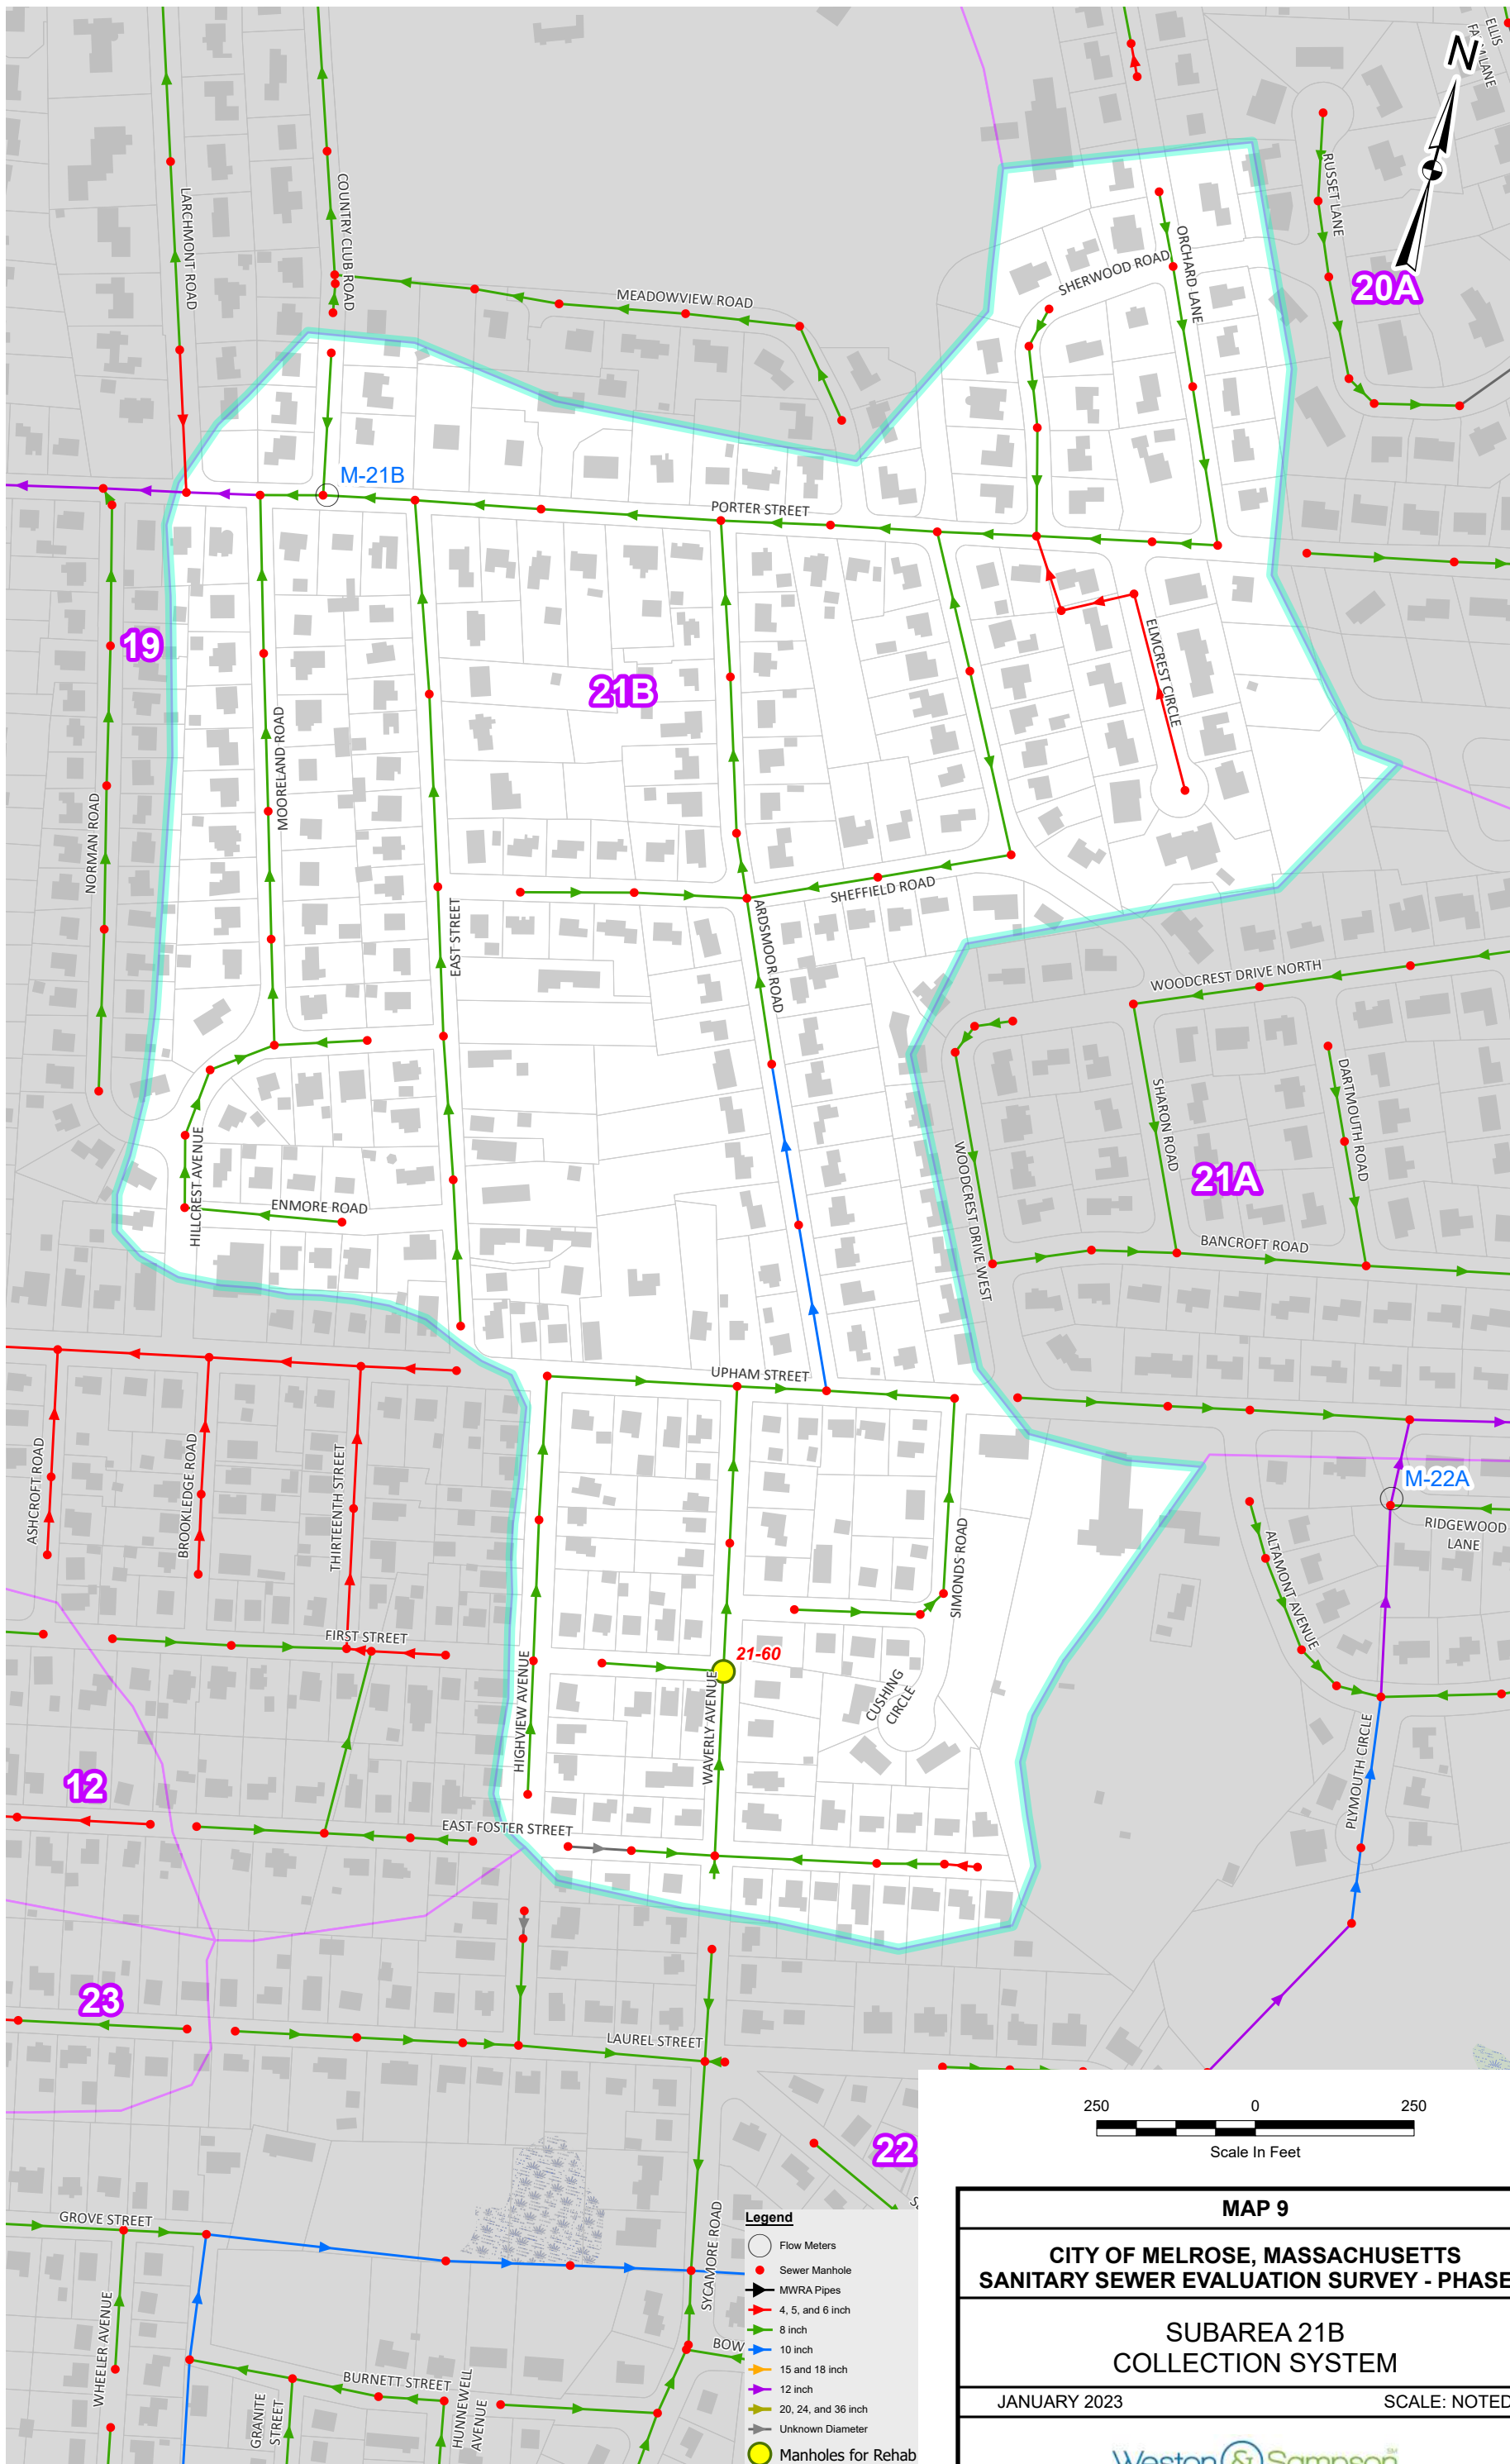 N
ELLIS
LANE
RUSSET LANE
20A
LARCHMONT ROAD
COUNTRY CLUB ROAD
MEADOWVIEW ROAD
SHERWOOD ROAD
ORCHARD LANE
M-21B
PORTER STREET
19
21B
ELMCREST CIRCLE
NORMAN ROAD
MOORELAND ROAD
EAST STREET
SHEFFIELD ROAD
ARDSMOOR ROAD
WOODCREST DRIVE NORTH
SHARON ROAD
DARTMOUTH ROAD
21A
HILLCREST AVENUE
ENMORE ROAD
WOODCREST DRIVE WEST
BANCROFT ROAD
UPHAM STREET
ASHCROFT ROAD
BROOKLEDGE ROAD
THIRTEENTH STREET
M-22A
RIDGEWOOD
LANE
ALTAMONT AVENUE
SIMONDS ROAD
FIRST STREET
21-60
HIGHVIEW AVENUE
WAVERLY AVENUE
CUSHING
CIRCLE
PLYMOUTH CIRCLE
12
EAST FOSTER STREET
23
LAUREL STREET
22
GROVE STREET
SYCAMORE ROAD
WHEELER AVENUE
GRANITE
STREET
BURNETT STREET
HUNNEWELL
AVENUE
BOW
Legend
Flow Meters
Sewer Manhole
MWRA Pipes
4, 5, and 6 inch
8 inch
10 inch
15 and 18 inch
12 inch
20, 24, and 36 inch
Unknown Diameter
Manholes for Rehab
250 0 250
Scale In Feet
MAP 9
CITY OF MELROSE, MASSACHUSETTS
SANITARY SEWER EVALUATION SURVEY - PHASE
SUBAREA 21B
COLLECTION SYSTEM
JANUARY 2023 SCALE: NOTED
Weston & Sampson